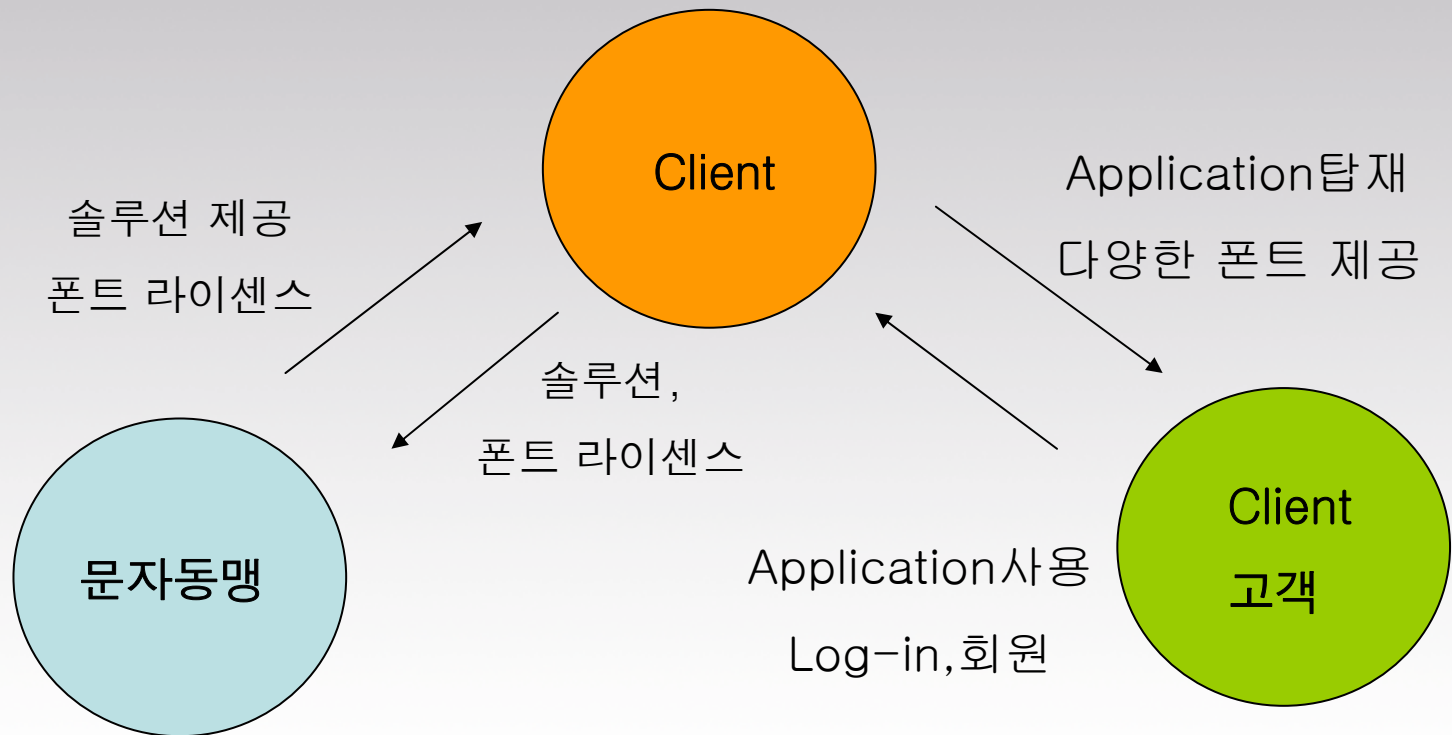 Client
솔루션 제공
폰트 라이센스
Application탑재
다양한 폰트 제공
솔루션,
폰트 라이센스
문자동맹
Application사용
Log-in,회원
Client
고객